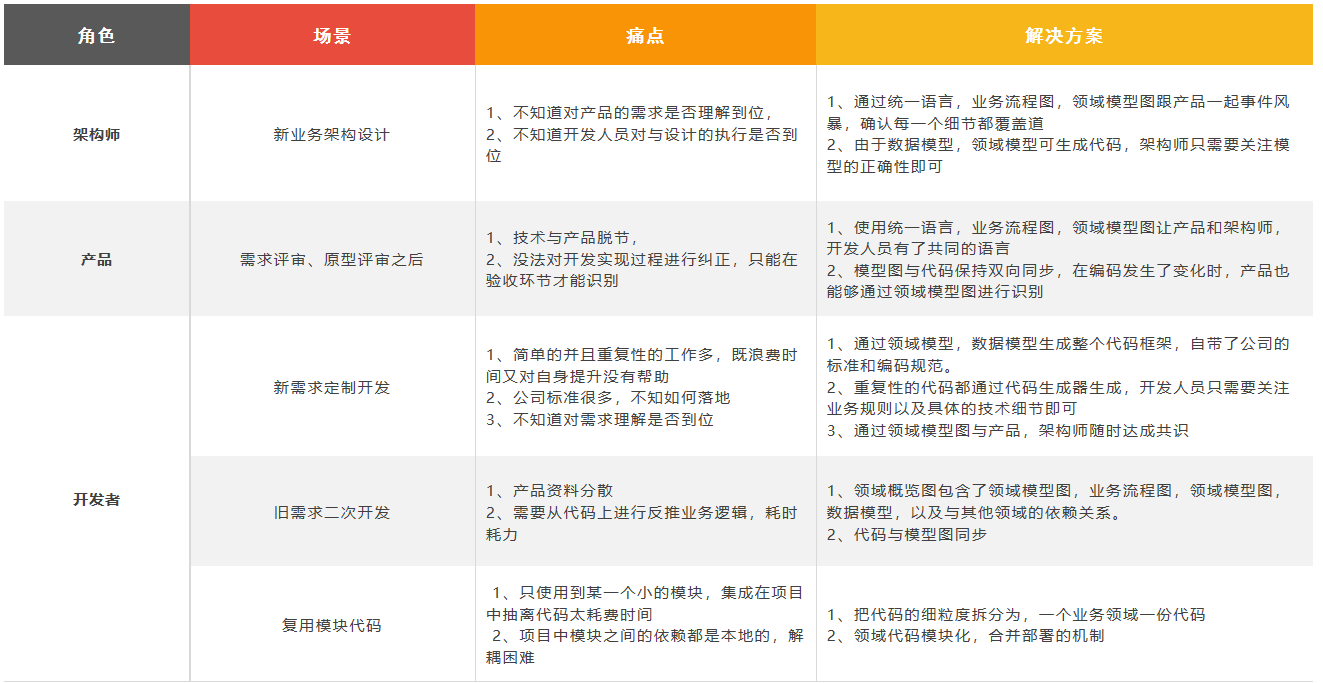 角色
场景
痛点
解决方案
架构师
新业务架构设计
1、不知道对产品的需求是否理解到位，
2、不知道开发人员对与设计的执行是否到
位
1、通过统一语言，业务流程图，领域模型图跟产品一起事件风
暴，确认每一个细节都覆盖道
2、由于数据模型，领域模型可生成代码，架构师只需要关注模
型的正确性即可
产品
需求评审、原型评审之后
1、技术与产品脱节，
2、没法对开发实现过程进行纠正，只能在
验收环节才能识别
1、使用统一语言，业务流程图，领域模型图让产品和架构师，
开发人员有了共同的语言
2、模型图与代码保持双向同步，在编码发生了变化时，产品也
能够通过领域模型图进行识别
开发者
新需求定制开发
1、简单的并且重复性的工作多，既浪费时
间又对自身提升没有帮助
2、公司标准很多，不知如何落地
3、不知道对需求理解是否到位
1、通过领域模型，数据模型生成整个代码框架，自带了公司的
标准和编码规范。
2、重复性的代码都通过代码生成器生成，开发人员只需要关注
业务规则以及具体的技术细节即可
3、通过领域模型图与产品，架构师随时达成共识
旧需求二次开发
1、产品资料分散
2、需要从代码上进行反推业务逻辑，耗时
耗力
1、领域概览图包含了领域模型图，业务流程图，领域模型图，
数据模型，以及与其他领域的依赖关系。
2、代码与模型图同步
复用模块代码
1、只使用到某一个小的模块，集成在项目
中抽离代码太耗费时间
2、项目中模块之间的依赖都是本地的，解
耦困难
1、把代码的细粒度拆分为，一个业务领域一份代码
2、领域代码模块化，合并部署的机制